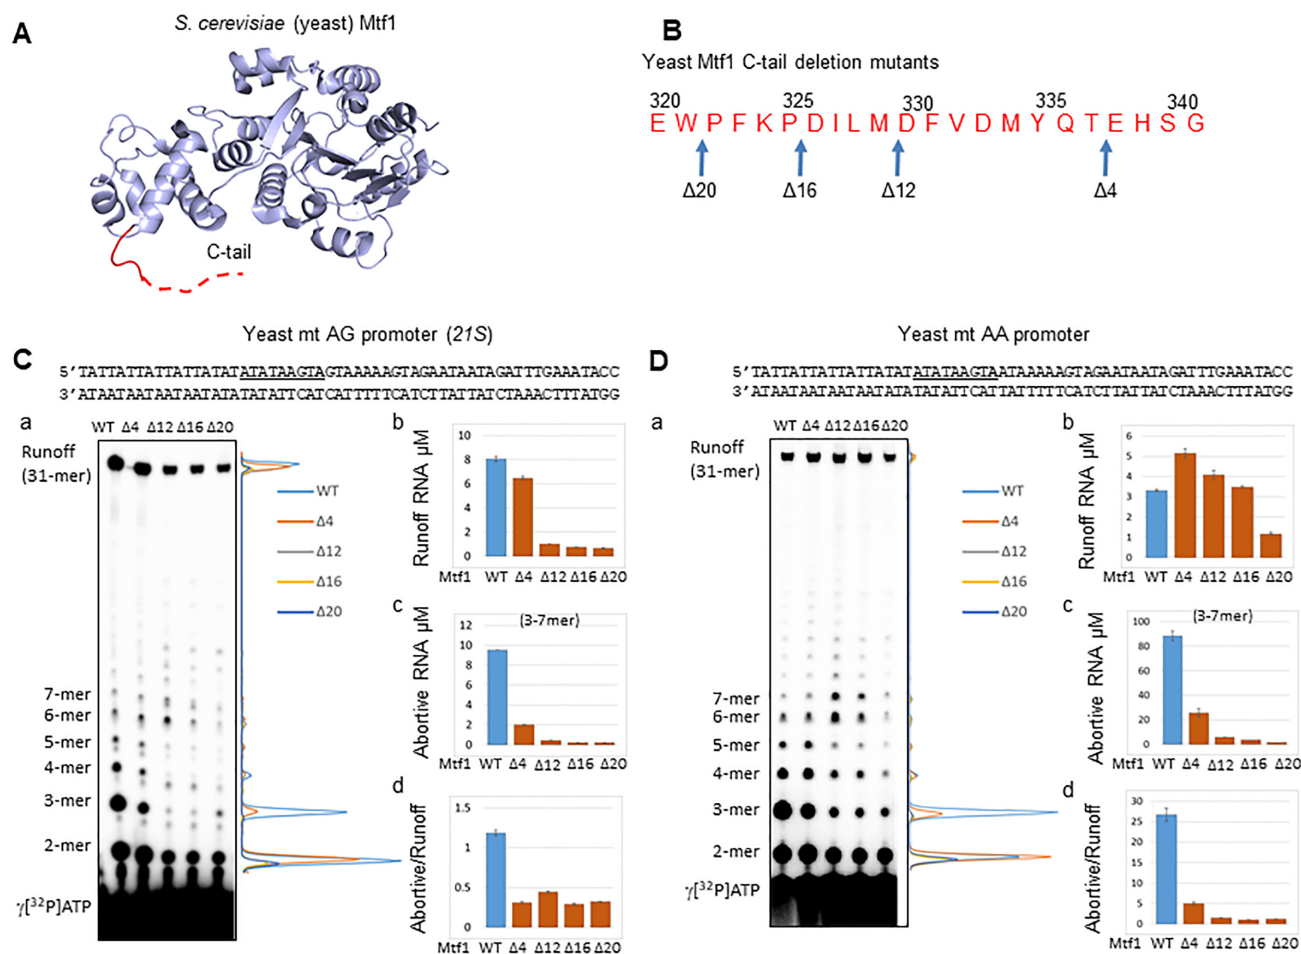 A
S. cerevisiae (yeast) Mtf1
C-tail
B
Yeast Mtf1 C-tail deletion mutants
320 325 330 335 340
E W P F K P D I L M D F V D M Y Q T E H S G
Δ20 Δ16 Δ12 Δ4
C
Yeast mt AG promoter (21S)
5’TATTATTATTATTATATATATAAGTAGTAAAAAGTAGAATAATAGATTTGAAATACC
3’ATAATAATAATAATATATATATTCATCATTTTTCATCTTATTATCTAAACTTTATGG
a
WT Δ4 Δ12 Δ16 Δ20
Runoff
(31-mer)
7-mer
6-mer
5-mer
4-mer
3-mer
2-mer
γ[³²P]ATP
WT
Δ4
Δ12
Δ16
Δ20
b
Runoff RNA μM
10
8
6
4
2
0
Mtf1 WT Δ4 Δ12 Δ16 Δ20
c
(3-7mer)
Abortive RNA μM
12
10
8
6
4
2
0
Mtf1 WT Δ4 Δ12 Δ16 Δ20
d
Abortive/Runoff
1.5
1
0.5
0
Mtf1 WT Δ4 Δ12 Δ16 Δ20
D
Yeast mt AA promoter
5’TATTATTATTATTATATATATAAGTAATAAAAAGTAGAATAATAGATTTGAAATACC
3’ATAATAATAATAATATATATATTCATTATTTTTCATCTTATTATCTAAACTTTATGG
a
WT Δ4 Δ12 Δ16 Δ20
Runoff
(31-mer)
7-mer
6-mer
5-mer
4-mer
3-mer
2-mer
γ[³²P]ATP
WT
Δ4
Δ12
Δ16
Δ20
b
Runoff RNA μM
6
5
4
3
2
1
0
Mtf1 WT Δ4 Δ12 Δ16 Δ20
c
(3-7mer)
Abortive RNA μM
100
80
60
40
20
0
Mtf1 WT Δ4 Δ12 Δ16 Δ20
d
Abortive/Runoff
30
25
20
15
10
5
0
Mtf1 WT Δ4 Δ12 Δ16 Δ20